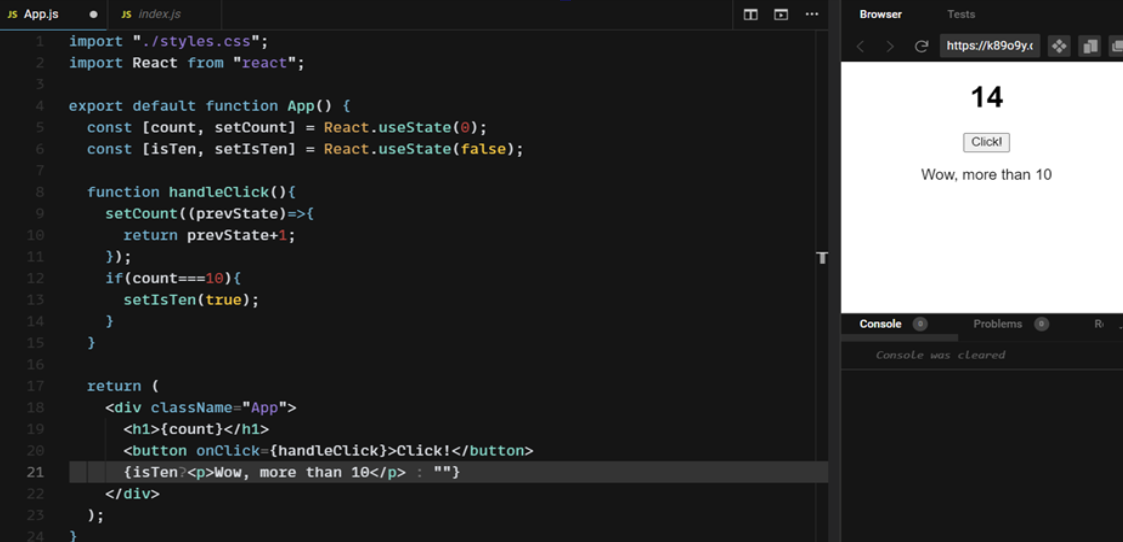 JS App.js
JS index.js
1 import "./styles.css";
2 import React from "react";
3
4 export default function App() {
5 const [count, setCount] = React.useState(0);
6 const [isTen, setIsTen] = React.useState(false);
7
8 function handleClick(){
9 setCount((prevState)=>{
10 return prevState+1;
11 });
12 if(count===10){
13 setIsTen(true);
14 }
15 }
16
17 return (
18 <div className="App">
19 <h1>{count}</h1>
20 <button onClick={handleClick}>Click!</button>
21 {isTen?<p>Wow, more than 10</p> : ""}
22 </div>
23 );
24 }
T
Browser Tests
https://k89o9y.c
14
Click!
Wow, more than 10
Console 0 Problems 0
Console was cleared